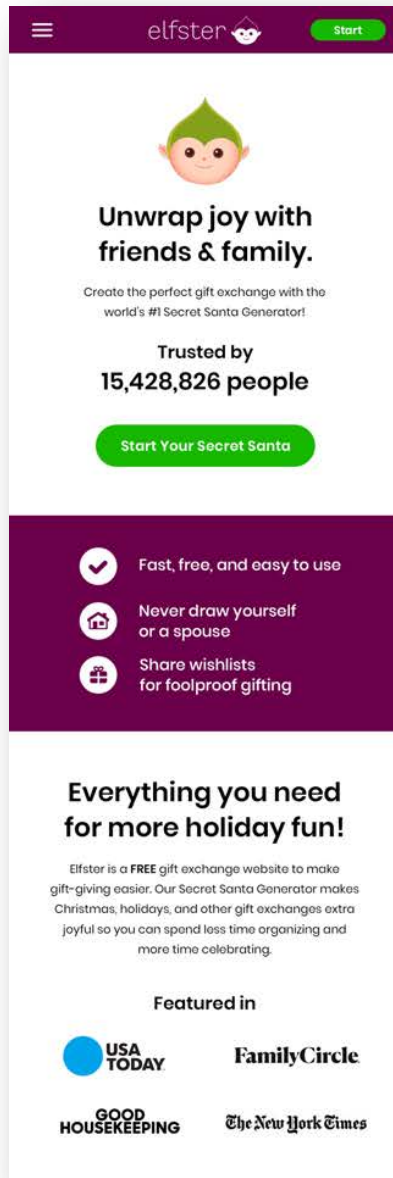 elfster
Start
Unwrap joy with
friends & family.
Create the perfect gift exchange with the
world's #1 Secret Santa Generator!
Trusted by
15,428,826 people
Start Your Secret Santa
Fast, free, and easy to use
Never draw yourself
or a spouse
Share wishlists
for foolproof gifting
Everything you need
for more holiday fun!
Elfster is a FREE gift exchange website to make
gift-giving easier. Our Secret Santa Generator makes
Christmas, holidays, and other gift exchanges extra
joyful so you can spend less time organizing and
more time celebrating.
Featured in
USA
TODAY
FamilyCircle
GOOD
HOUSEKEEPING
The New York Times